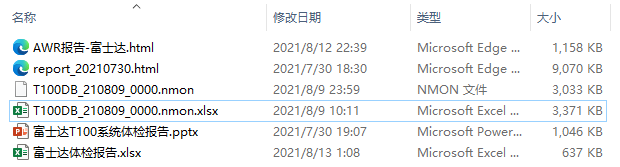 名称 修改日期 类型 大小
AWR报告-富士达.html 2021/8/12 22:39 Microsoft Edge ... 1,158 KB
report_20210730.html 2021/7/30 18:30 Microsoft Edge ... 9,070 KB
T100DB_210809_0000.nmon 2021/8/9 23:59 NMON 文件 3,033 KB
T100DB_210809_0000.nmon.xlsx 2021/8/9 10:11 Microsoft Excel ... 3,371 KB
富士达T100系统体检报告.pptx 2021/7/30 19:07 Microsoft Power... 1,046 KB
富士达体检报告.xlsx 2021/8/13 1:08 Microsoft Excel ... 637 KB